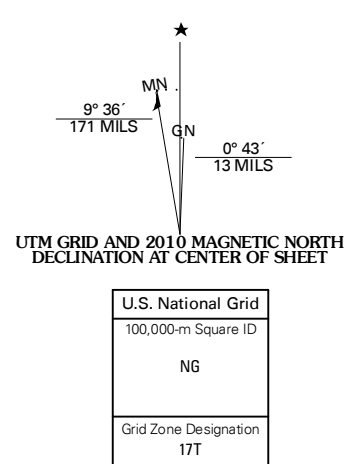 ★
MN
9° 36´
171 MILS
GN
0° 43´
13 MILS
UTM GRID AND 2010 MAGNETIC NORTH
DECLINATION AT CENTER OF SHEET
U.S. National Grid
100,000-m Square ID
NG
Grid Zone Designation
17T